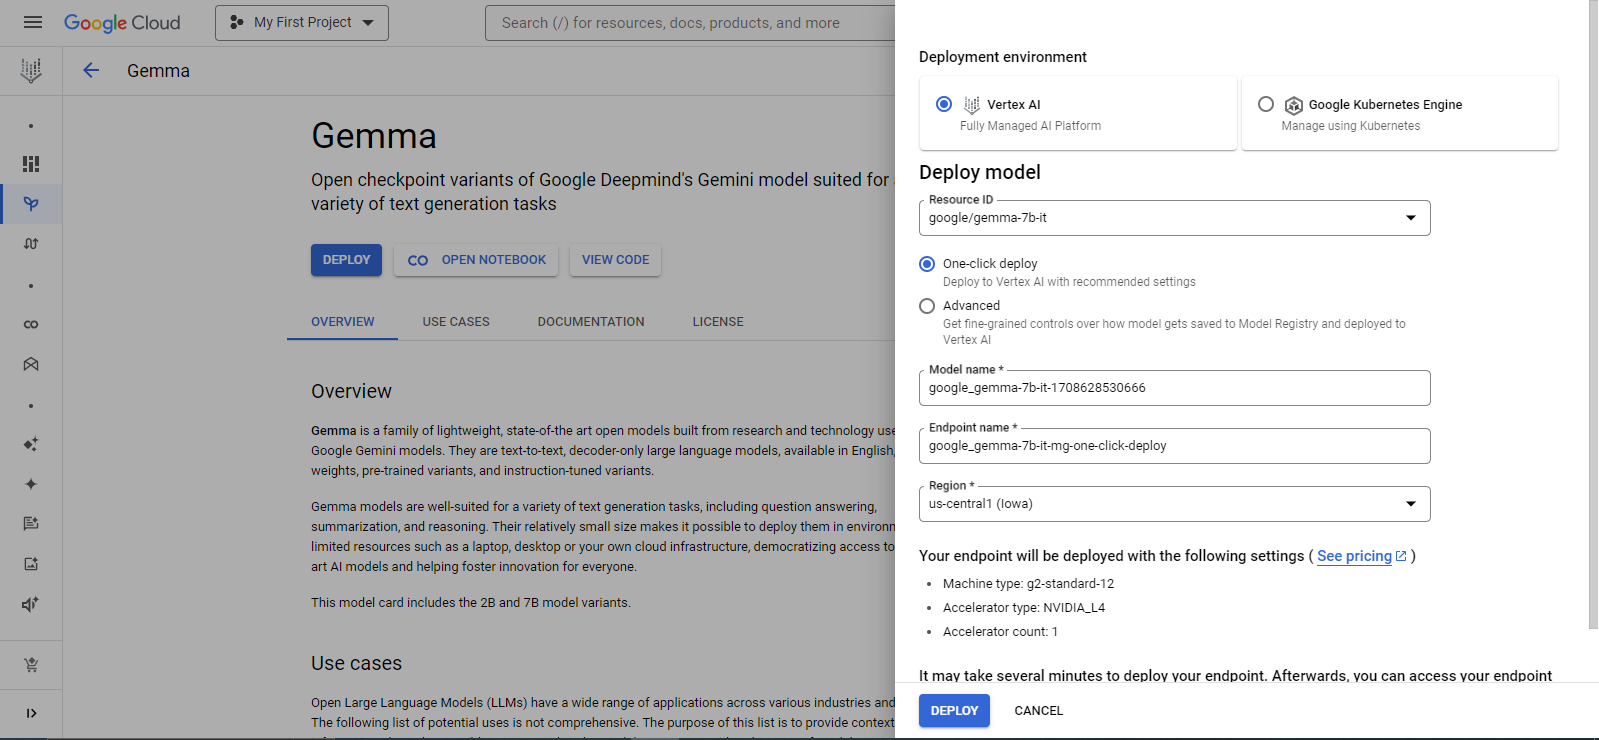 Google Cloud
My First Project
Search (/) for resources, docs, products, and more
Gemma
Gemma
Open checkpoint variants of Google Deepmind's Gemini model suited for
variety of text generation tasks
DEPLOY
OPEN NOTEBOOK
VIEW CODE
OVERVIEW
USE CASES
DOCUMENTATION
LICENSE
Overview
Gemma is a family of lightweight, state-of-the art open models built from research and technology use
Google Gemini models. They are text-to-text, decoder-only large language models, available in English,
weights, pre-trained variants, and instruction-tuned variants.
Gemma models are well-suited for a variety of text generation tasks, including question answering,
summarization, and reasoning. Their relatively small size makes it possible to deploy them in environm
limited resources such as a laptop, desktop or your own cloud infrastructure, democratizing access to
art AI models and helping foster innovation for everyone.
This model card includes the 2B and 7B model variants.
Use cases
Open Large Language Models (LLMs) have a wide range of applications across various industries and
The following list of potential uses is not comprehensive. The purpose of this list is to provide context
Deployment environment
Vertex AI
Fully Managed AI Platform
Google Kubernetes Engine
Manage using Kubernetes
Deploy model
Resource ID
google/gemma-7b-it
One-click deploy
Deploy to Vertex AI with recommended settings
Advanced
Get fine-grained controls over how model gets saved to Model Registry and deployed to
Vertex AI
Model name *
google_gemma-7b-it-1708628530666
Endpoint name *
google_gemma-7b-it-mg-one-click-deploy
Region *
us-central1 (Iowa)
Your endpoint will be deployed with the following settings ( See pricing )
• Machine type: g2-standard-12
• Accelerator type: NVIDIA_L4
• Accelerator count: 1
It may take several minutes to deploy your endpoint. Afterwards, you can access your endpoint
DEPLOY
CANCEL